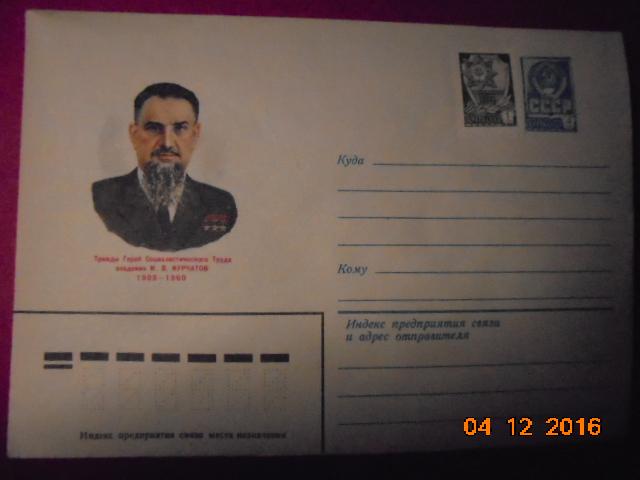 СССР
Трижды Герой Социалистического Труда
академик И. В. КУРЧАТОВ
1903-1960
Куда
Кому
Индекс предприятия связи
и адрес отправителя
Индекс предприятия связи места назначения
04 12 2016